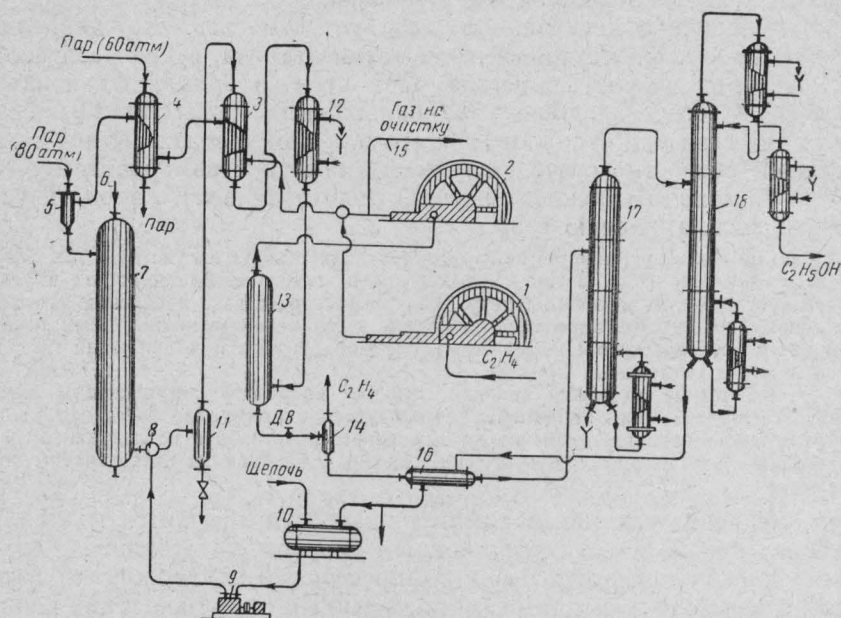 Пар (60 атм)
4
3
12
Газ на
очистку
15
2
Пар
(80 атм)
6
5
Пар
7
17
18
C₂H₅OH
13
1
C₂H₄
C₂H₄
ДВ
14
8
11
16
Щелочь
10
9